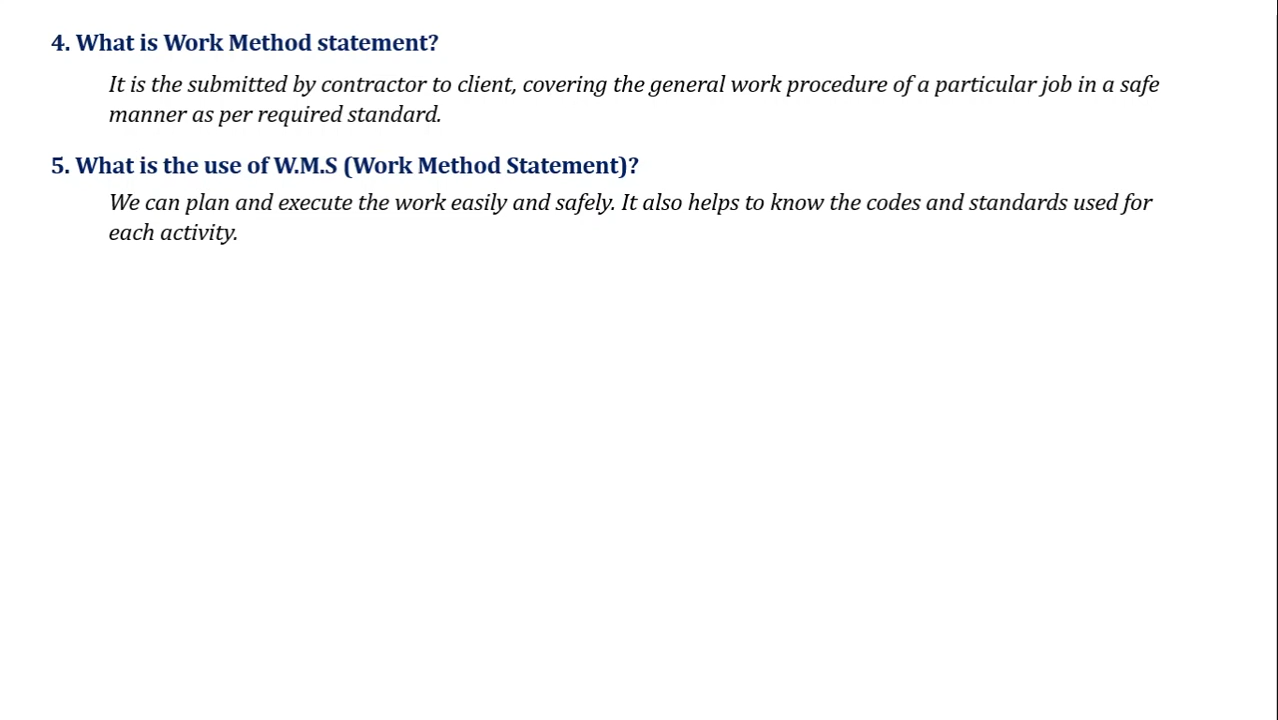 4. What is Work Method statement?
It is the submitted by contractor to client, covering the general work procedure of a particular job in a safe
manner as per required standard.
5. What is the use of W.M.S (Work Method Statement)?
We can plan and execute the work easily and safely. It also helps to know the codes and standards used for
each activity.